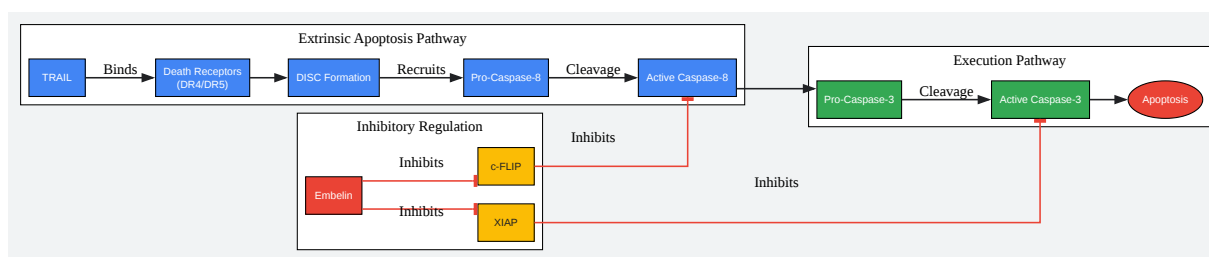 Extrinsic Apoptosis Pathway
TRAIL
Binds
Death Receptors
(DR4/DR5)
DISC Formation
Recruits
Pro-Caspase-8
Cleavage
Active Caspase-8
Execution Pathway
Pro-Caspase-3
Cleavage
Active Caspase-3
Apoptosis
Inhibitory Regulation
Embelin
Inhibits
c-FLIP
Inhibits
Inhibits
XIAP
Inhibits